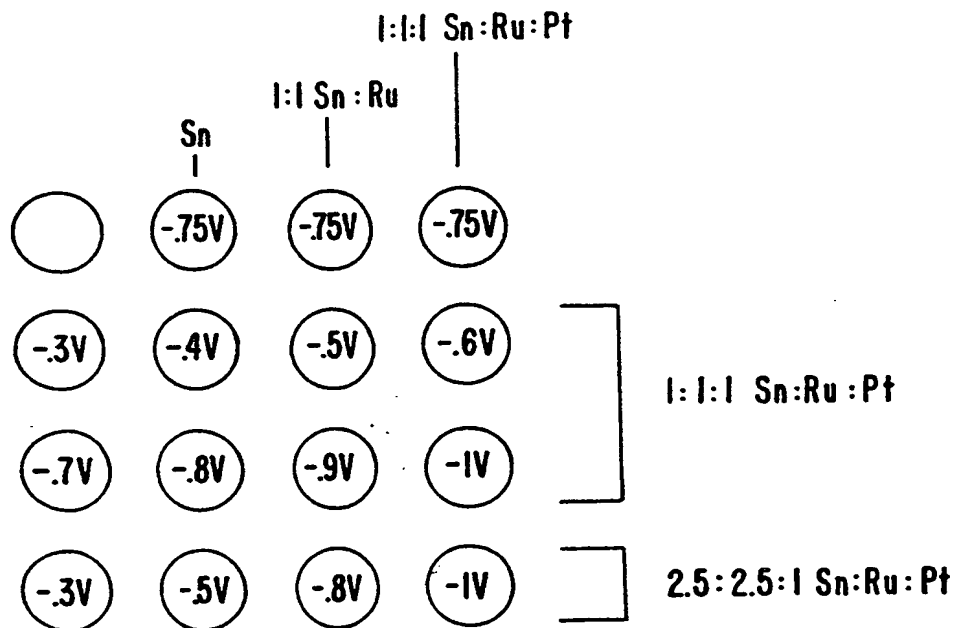 1:1:1 Sn:Ru:Pt
1:1 Sn:Ru
Sn
-.75V -.75V -.75V
-.3V -.4V -.5V -.6V
1:1:1 Sn:Ru:Pt
-.7V -.8V -.9V -1V
-.3V -.5V -.8V -1V
2.5:2.5:1 Sn:Ru:Pt